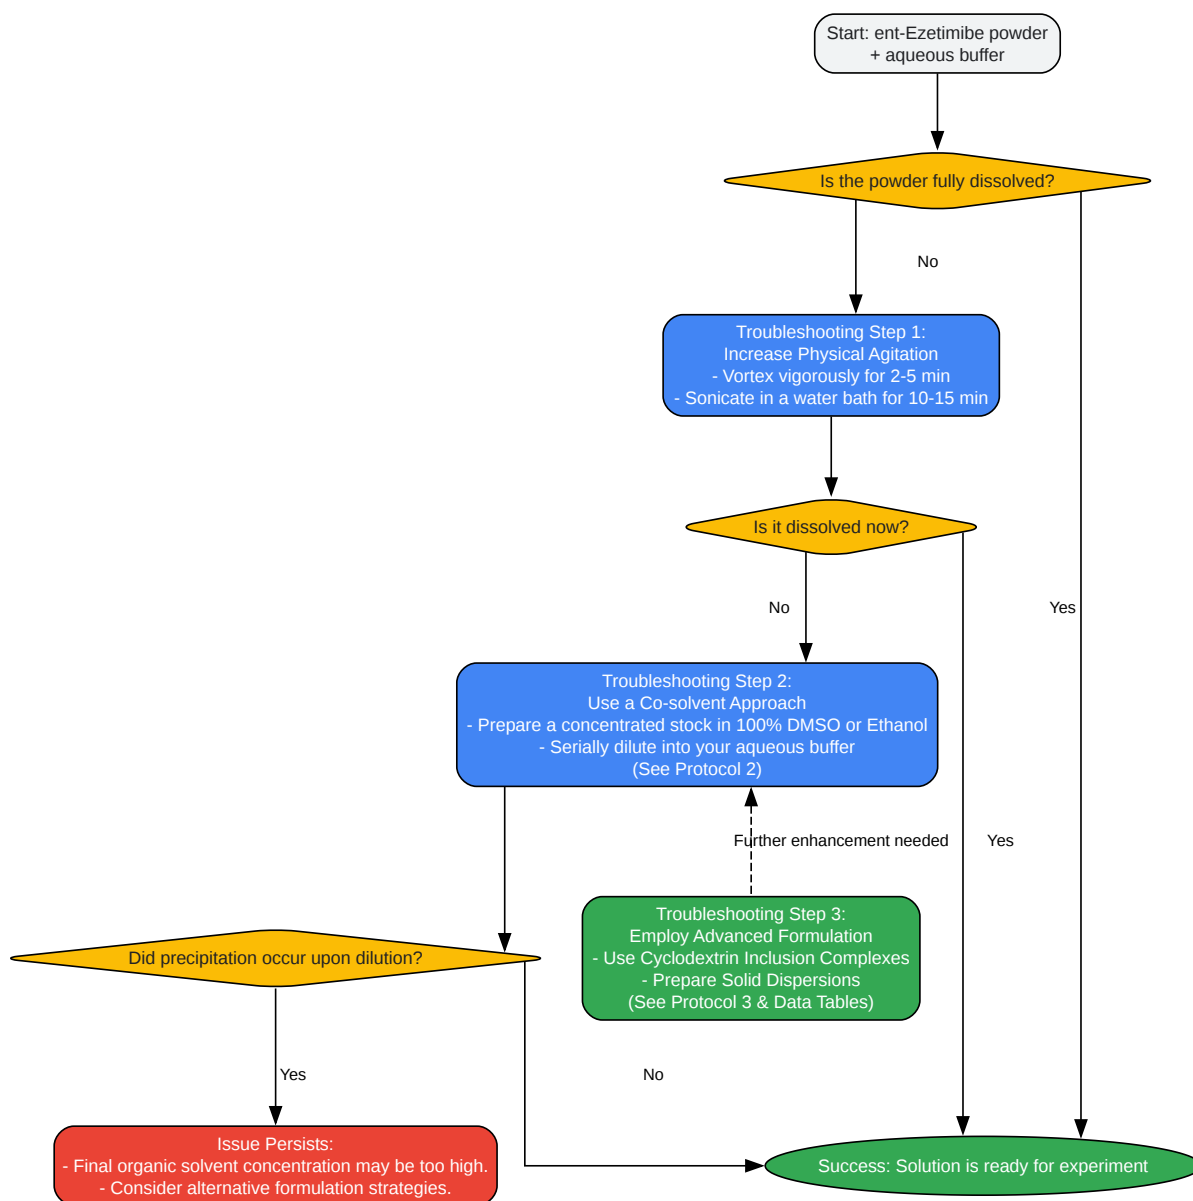 Start: ent-Ezetimibe powder
+ aqueous buffer
Is the powder fully dissolved?
No
Troubleshooting Step 1:
Increase Physical Agitation
- Vortex vigorously for 2-5 min
- Sonicate in a water bath for 10-15 min
Is it dissolved now?
No
Yes
Troubleshooting Step 2:
Use a Co-solvent Approach
- Prepare a concentrated stock in 100% DMSO or Ethanol
- Serially dilute into your aqueous buffer
(See Protocol 2)
Further enhancement needed
Yes
Troubleshooting Step 3:
Employ Advanced Formulation
- Use Cyclodextrin Inclusion Complexes
- Prepare Solid Dispersions
(See Protocol 3 & Data Tables)
Did precipitation occur upon dilution?
Yes
No
Issue Persists:
- Final organic solvent concentration may be too high.
- Consider alternative formulation strategies.
Success: Solution is ready for experiment